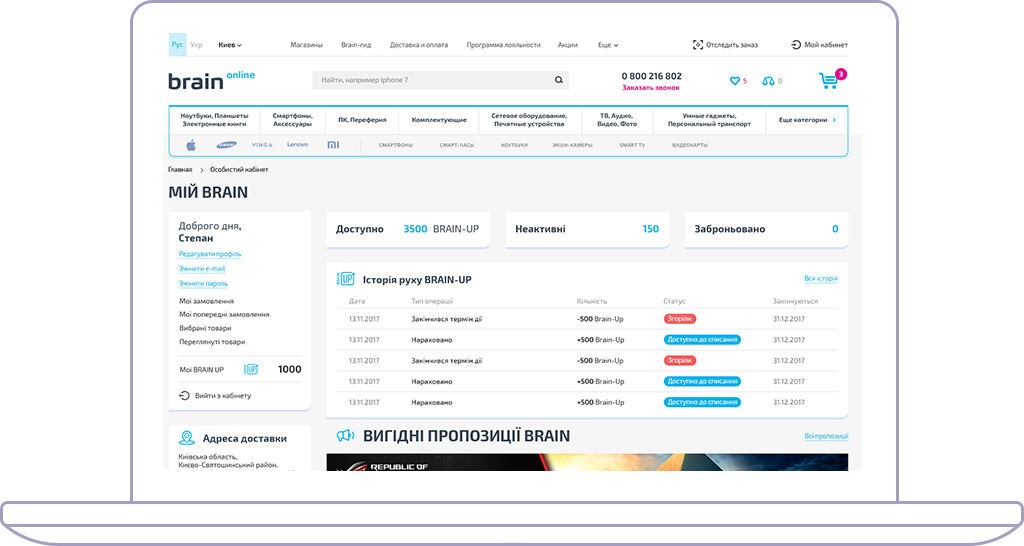 Рус Укр Киев Магазины Brain-гид Доставка и оплата Программа лояльности Акции Еще Отследить заказ Мой кабинет
brain online Найти, например Iphone 7 0 800 216 802 5 0 3
Заказать звонок
Ноутбуки, Планшеты Смартфоны, ПК, Переферия Комплектующие Сетевое оборудование, ТВ, Аудио, Умные гаджеты, Еще категории
Электронные книги Аксессуары Печатные устройства Видео, Фото Персональный транспорт
SAMSUNG VINGA Lenovo MI СМАРТФОНЫ СМАРТ-ЧАСЫ НОУТБУКИ ЭКШН-КАМЕРЫ SMART TV ВИДЕОКАРТЫ
Главная Особистий кабінет
МІЙ BRAIN
Доброго дня,
Степан
Редагувати профіль
Змінити e-mail
Змінити пароль
Мої замовлення
Мої попередні замовлення
Вибрані товари
Переглянуті товари
Мої BRAIN UP UP 1000
Вийти з кабінету
Адреса доставки
Київська область,
Києво-Святошинський район,
Доступно 3500 BRAIN-UP Неактивні 150 Заброньовано 0
BRAIN UP Історія руху BRAIN-UP Вся історія
Дата Тип операції Кількість Статус Закінчуються
13.11.2017 Закінчився термін дії -500 Brain-Up Згоріли 31.12.2017
13.11.2017 Нараховано +500 Brain-Up Доступно до списання 31.12.2017
13.11.2017 Закінчився термін дії -500 Brain-Up Згоріли 31.12.2017
13.11.2017 Нараховано +500 Brain-Up Доступно до списання 31.12.2017
13.11.2017 Нараховано +500 Brain-Up Доступно до списання 31.12.2017
ВИГІДНІ ПРОПОЗИЦІЇ BRAIN Всі пропозиції
REPUBLIC OF